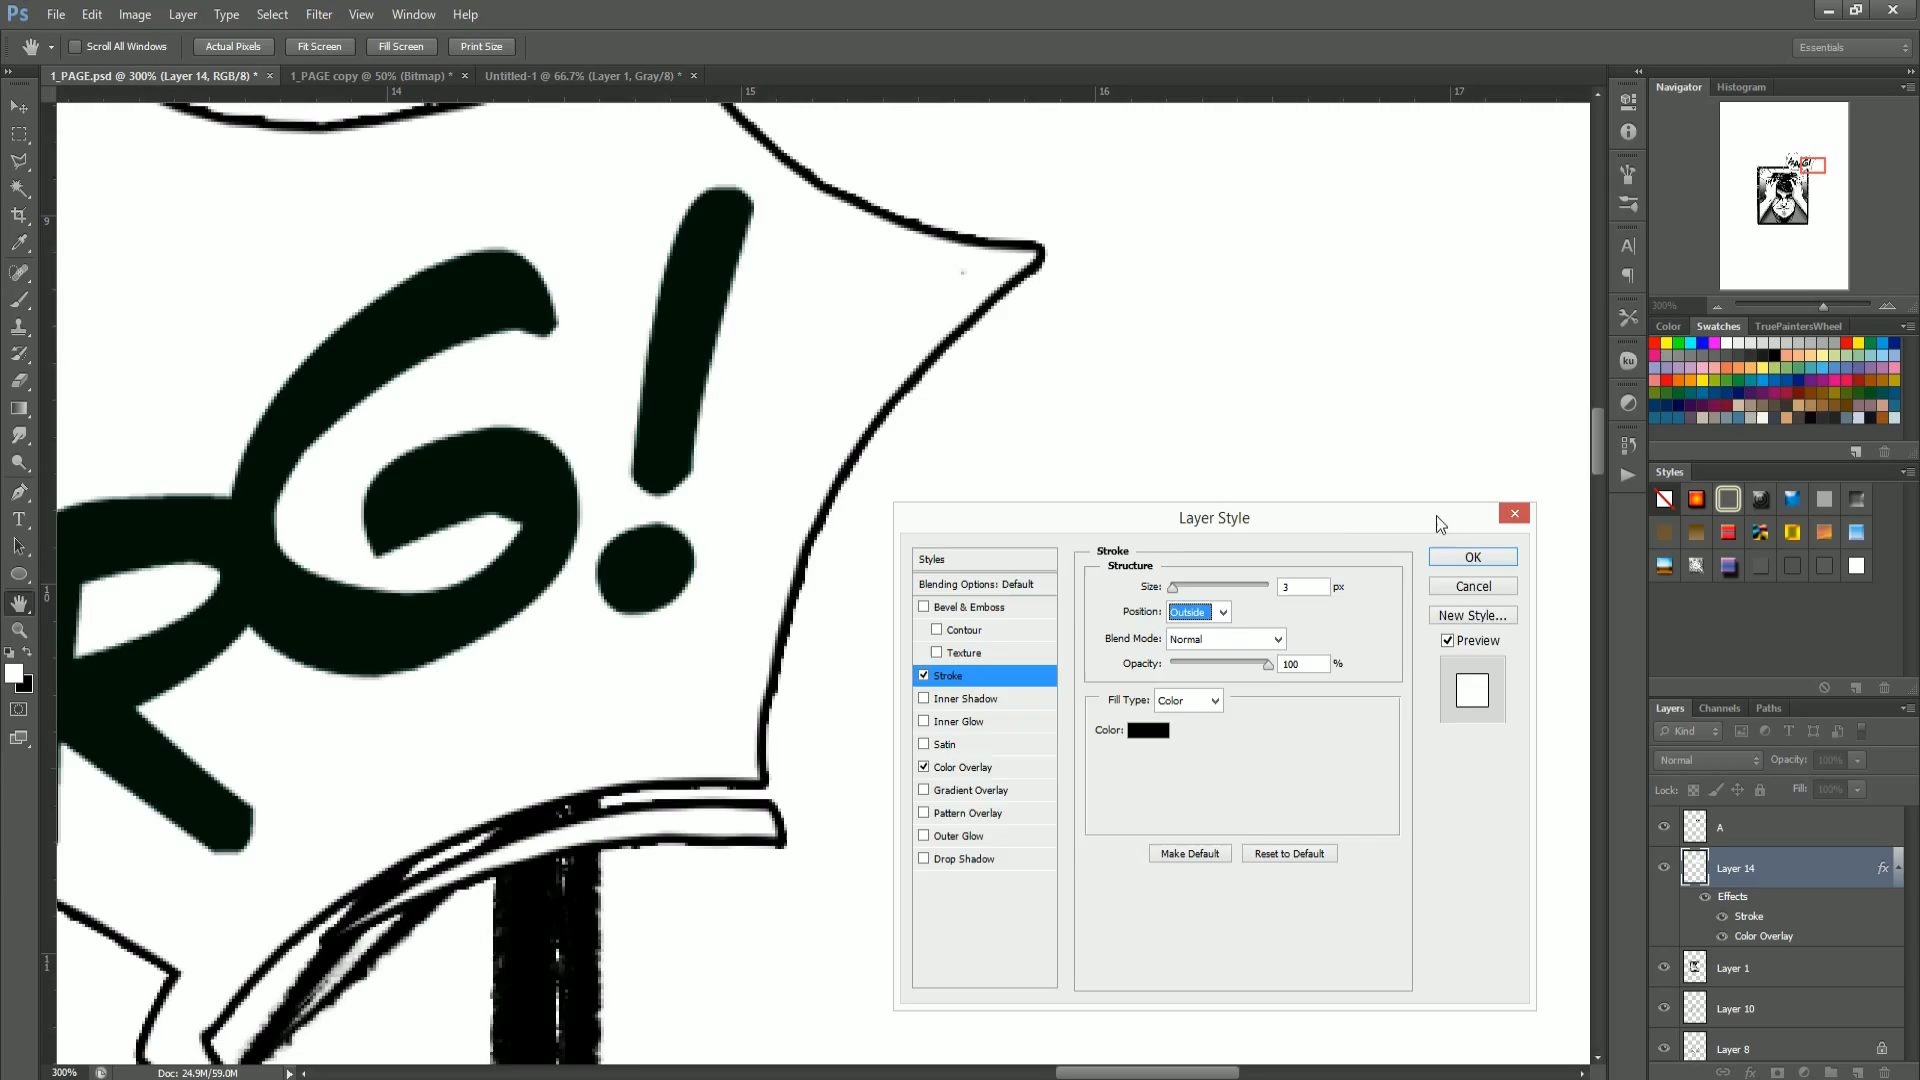 Ps File Edit Image Layer Type Select Filter View Window Help
Scroll All Windows Actual Pixels Fit Screen Fill Screen Print Size Essentials
1_PAGE.psd @ 300% (Layer 14, RGB/8) * 1_PAGE copy @ 50% (Bitmap) * Untitled-1 @ 66.7% (Layer 1, Gray/8) *
14 15 16 17
9
10
11
RG!
Navigator Histogram
300%
Color Swatches TruePaintersWheel
ku
Styles
Layer Style
Styles
Blending Options: Default
Bevel & Emboss
Contour
Texture
Stroke
Inner Shadow
Inner Glow
Satin
Color Overlay
Gradient Overlay
Pattern Overlay
Outer Glow
Drop Shadow
Stroke
Structure
Size: 3 px
Position: Outside
Blend Mode: Normal
Opacity: 100 %
Fill Type: Color
Color:
Make Default Reset to Default
OK
Cancel
New Style...
Preview
Layers Channels Paths
Kind
Normal Opacity: 100%
Lock: Fill: 100%
A
Layer 14 fx
Effects
Stroke
Color Overlay
Layer 1
Layer 10
Layer 8
300% Doc: 24.9M/59.0M